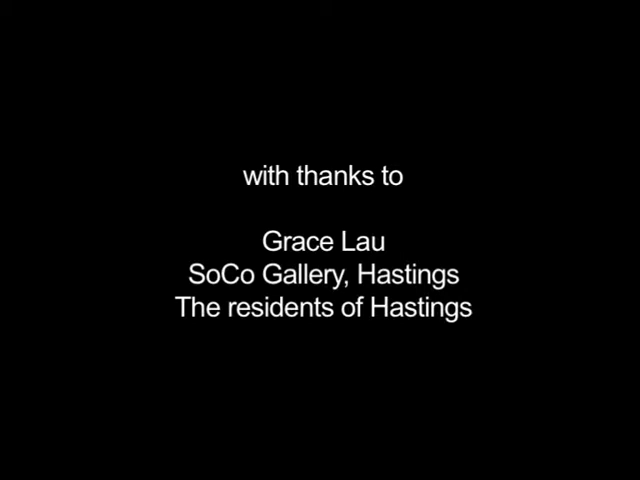 with thanks to
Grace Lau
SoCo Gallery, Hastings
The residents of Hastings